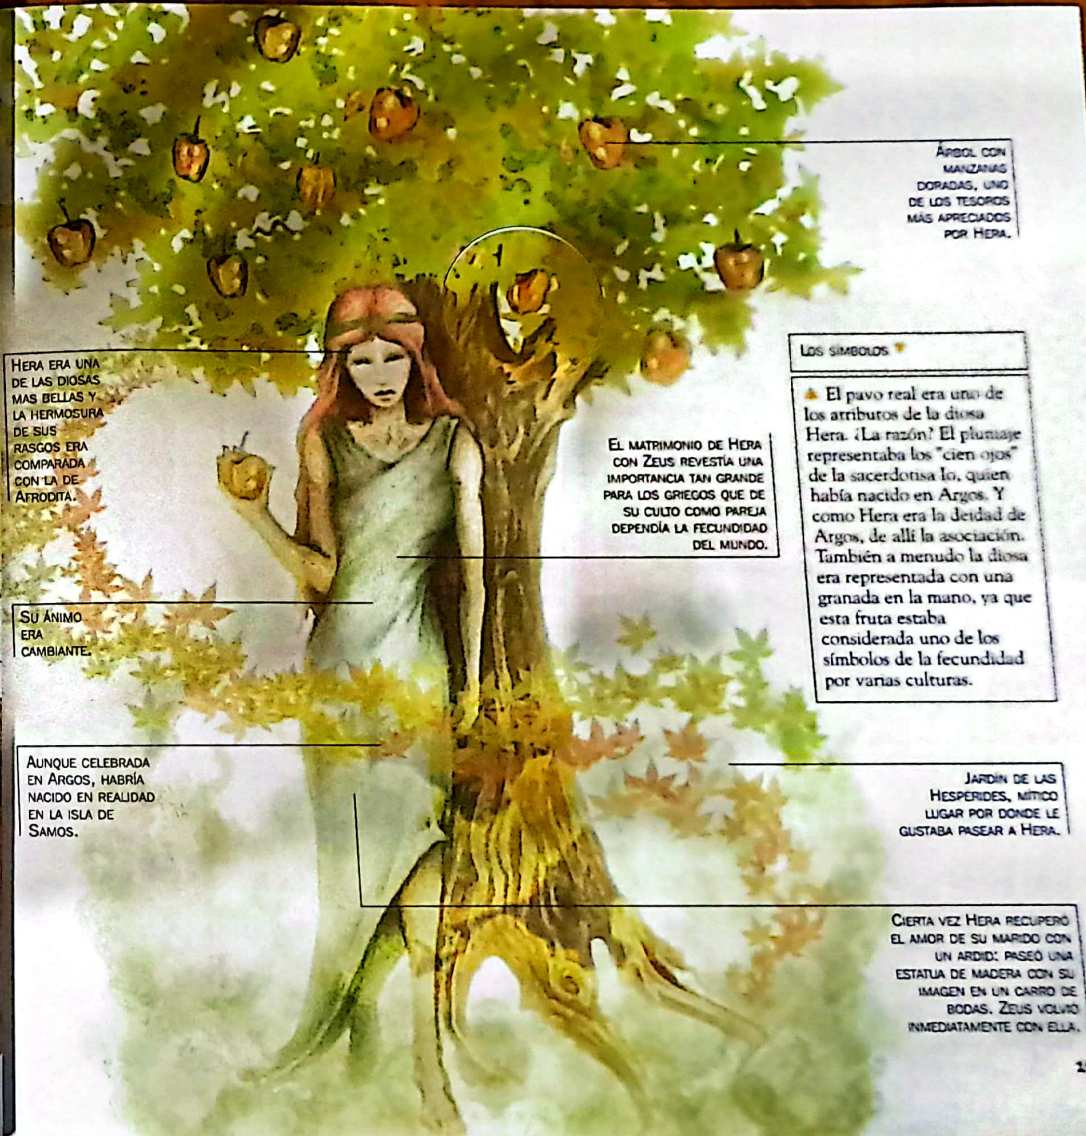 ÁRBOL CON
MANZANAS
DORADAS, UNO
DE LOS TESOROS
MÁS APRECIADOS
POR HERA.
HERA ERA UNA
DE LAS DIOSAS
MAS BELLAS Y
LA HERMOSURA
DE SUS
RASGOS ERA
COMPARADA
CON LA DE
AFRODITA.
EL MATRIMONIO DE HERA
CON ZEUS REVESTÍA UNA
IMPORTANCIA TAN GRANDE
PARA LOS GRIEGOS QUE DE
SU CULTO COMO PAREJA
DEPENDÍA LA FECUNDIDAD
DEL MUNDO.
LOS SÍMBOLOS
El pavo real era uno de
los atributos de la diosa
Hera. ¿La razón? El plumaje
representaba los "cien ojos"
de la sacerdotisa Io, quien
había nacido en Argos. Y
como Hera era la deidad de
Argos, de allí la asociación.
También a menudo la diosa
era representada con una
granada en la mano, ya que
esta fruta estaba
considerada uno de los
símbolos de la fecundidad
por varias culturas.
SU ÁNIMO
ERA
CAMBIANTE.
AUNQUE CELEBRADA
EN ARGOS, HABRÍA
NACIDO EN REALIDAD
EN LA ISLA DE
SAMOS.
JARDÍN DE LAS
HESPÉRIDES, MÍTICO
LUGAR POR DONDE LE
GUSTABA PASEAR A HERA.
CIERTA VEZ HERA RECUPERÓ
EL AMOR DE SU MARIDO CON
UN ARDID: PASEÓ UNA
ESTATUA DE MADERA CON SU
IMAGEN EN UN CARRO DE
BODAS. ZEUS VOLVIÓ
INMEDIATAMENTE CON ELLA.